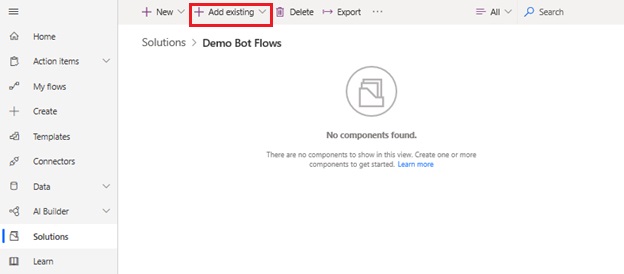 + New
+ Add existing
Delete
Export
...
All
Search
Home
Action items
My flows
Create
Templates
Connectors
Data
AI Builder
Solutions
Learn
Solutions > Demo Bot Flows
No components found.
There are no components to show in this view. Create one or more
components to get started. Learn more